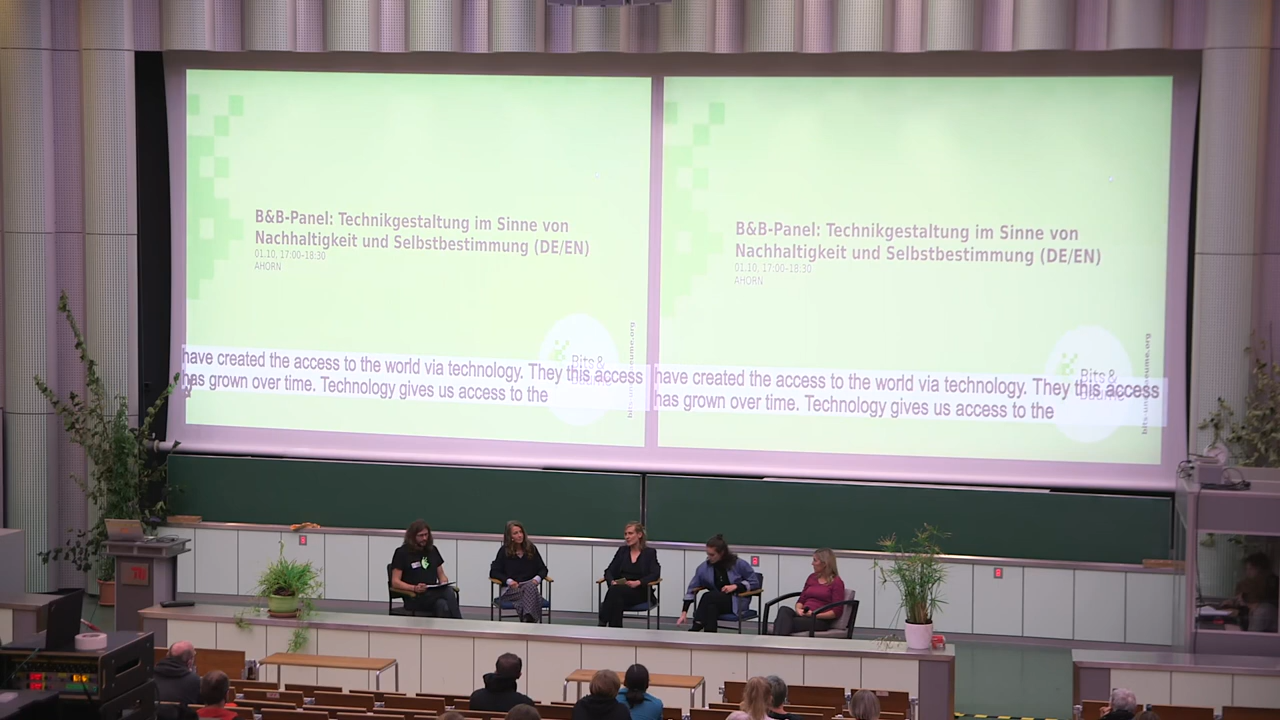 B&B-Panel: Technikgestaltung im Sinne von
Nachhaltigkeit und Selbstbestimmung (DE/EN)
01.10, 17:00–18:30
AHORN
Bits &
have created the access to the world via technology. They this access
has grown over time. Technology gives us access to the
B&B-Panel: Technikgestaltung im Sinne von
Nachhaltigkeit und Selbstbestimmung (DE/EN)
01.10, 17:00–18:30
AHORN
Bits &
have created the access to the world via technology. They this access
has grown over time. Technology gives us access to the